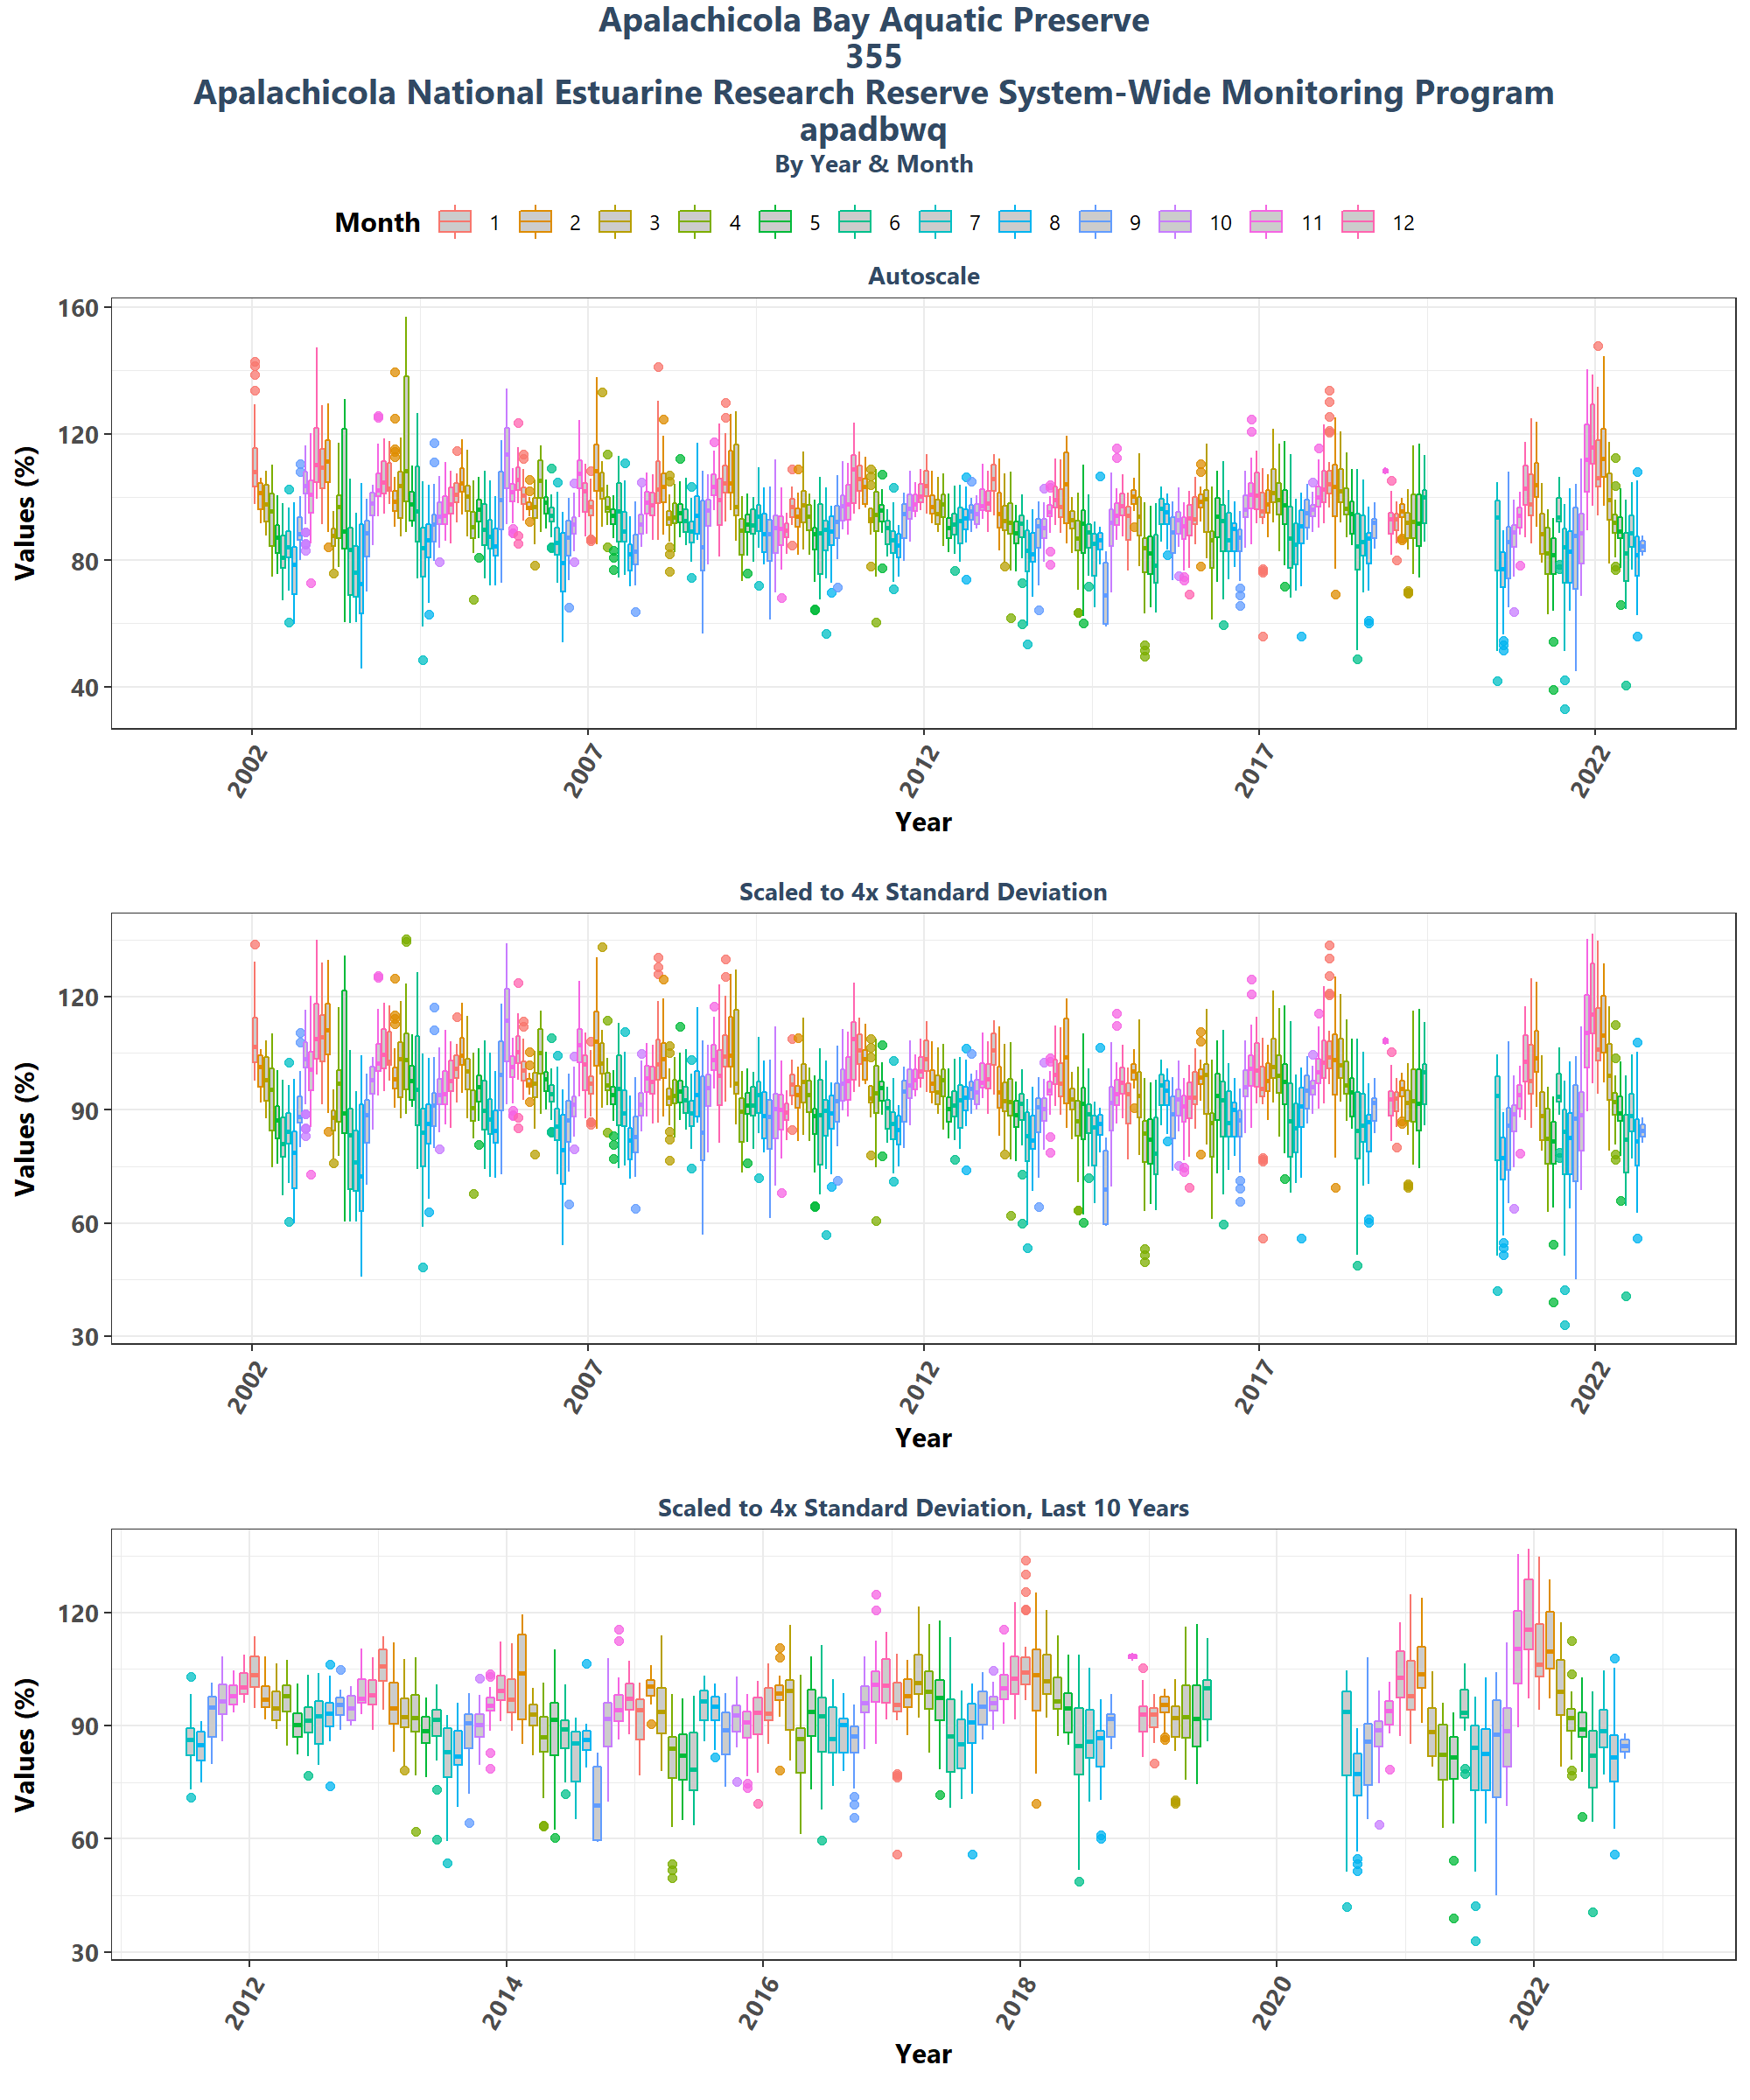 Apalachicola Bay Aquatic Preserve
355
Apalachicola National Estuarine Research Reserve System-Wide Monitoring Program
apadbwq
By Year & Month
Month 1 2 3 4 5 6 7 8 9 10 11 12
Autoscale
Values (%)
160
120
80
40
2002 2007 2012 2017 2022
Year
Scaled to 4x Standard Deviation
Values (%)
120
90
60
30
2002 2007 2012 2017 2022
Year
Scaled to 4x Standard Deviation, Last 10 Years
Values (%)
120
90
60
30
2012 2014 2016 2018 2020 2022
Year